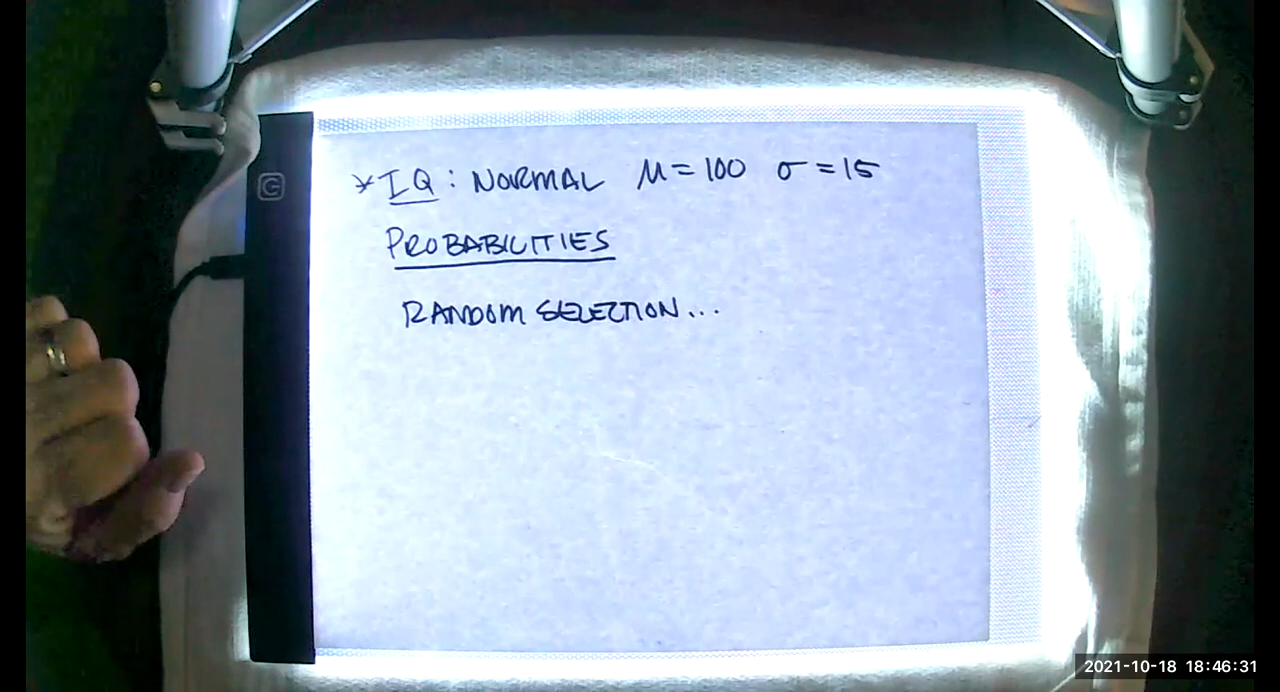 *IQ: NORMAL μ=100 σ=15
PROBABILITIES
RANDOM SELECTION...
2021-10-18 18:46:31